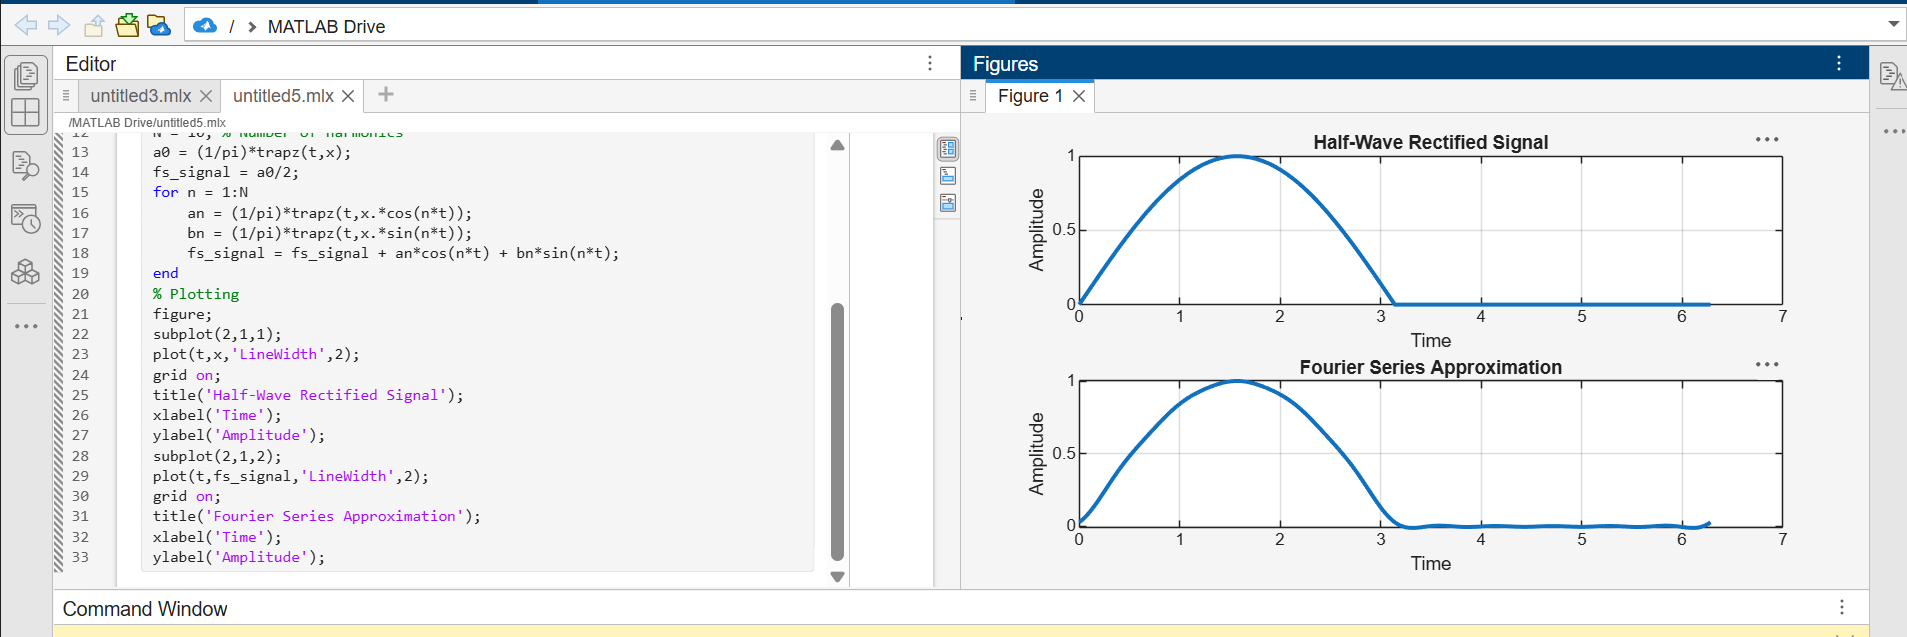 / > MATLAB Drive
Editor
untitled3.mlx
untitled5.mlx
/MATLAB Drive/untitled5.mlx
12 N = 10; % Number of harmonics
13 a0 = (1/pi)*trapz(t,x);
14 fs_signal = a0/2;
15 for n = 1:N
16 an = (1/pi)*trapz(t,x.*cos(n*t));
17 bn = (1/pi)*trapz(t,x.*sin(n*t));
18 fs_signal = fs_signal + an*cos(n*t) + bn*sin(n*t);
19 end
20 % Plotting
21 figure;
22 subplot(2,1,1);
23 plot(t,x,'LineWidth',2);
24 grid on;
25 title('Half-Wave Rectified Signal');
26 xlabel('Time');
27 ylabel('Amplitude');
28 subplot(2,1,2);
29 plot(t,fs_signal,'LineWidth',2);
30 grid on;
31 title('Fourier Series Approximation');
32 xlabel('Time');
33 ylabel('Amplitude');
Figures
Figure 1
Half-Wave Rectified Signal
Amplitude
1
0.5
0
0 1 2 3 4 5 6 7
Time
Fourier Series Approximation
Amplitude
1
0.5
0
0 1 2 3 4 5 6 7
Time
Command Window